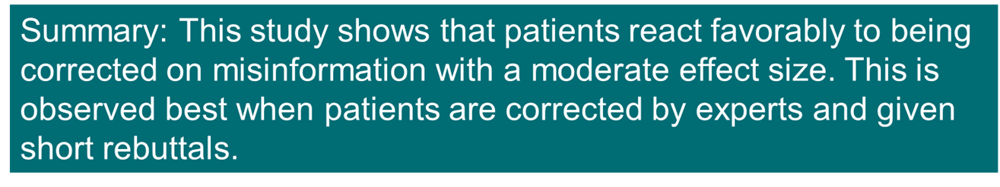 Summary: This study shows that patients react favorably to being
corrected on misinformation with a moderate effect size. This is
observed best when patients are corrected by experts and given
short rebuttals.